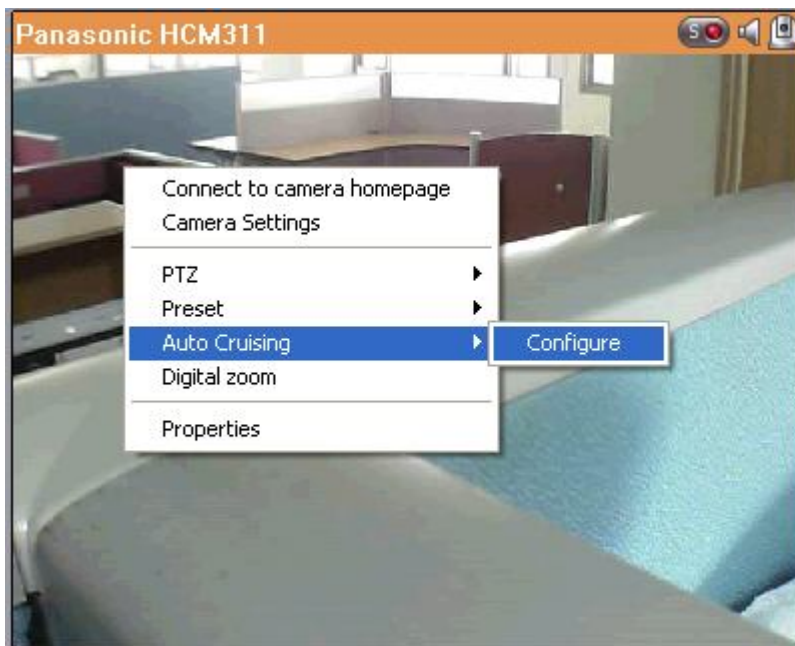 Panasonic HCM311
S
Connect to camera homepage
Camera Settings
PTZ
Preset
Auto Cruising
Configure
Digital zoom
Properties